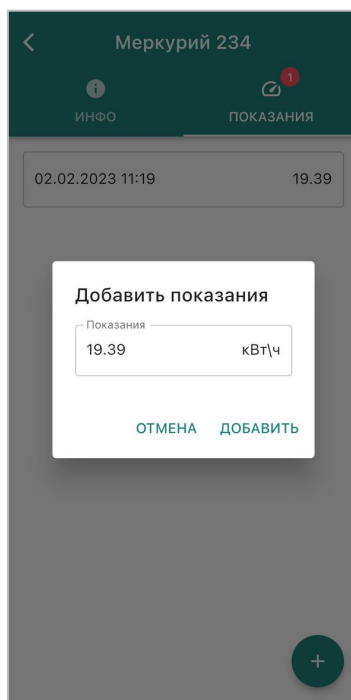 Меркурий 234
1
ИНФО
ПОКАЗАНИЯ
02.02.2023 11:19 19.39
Добавить показания
Показания
19.39 кВт\ч
ОТМЕНА ДОБАВИТЬ